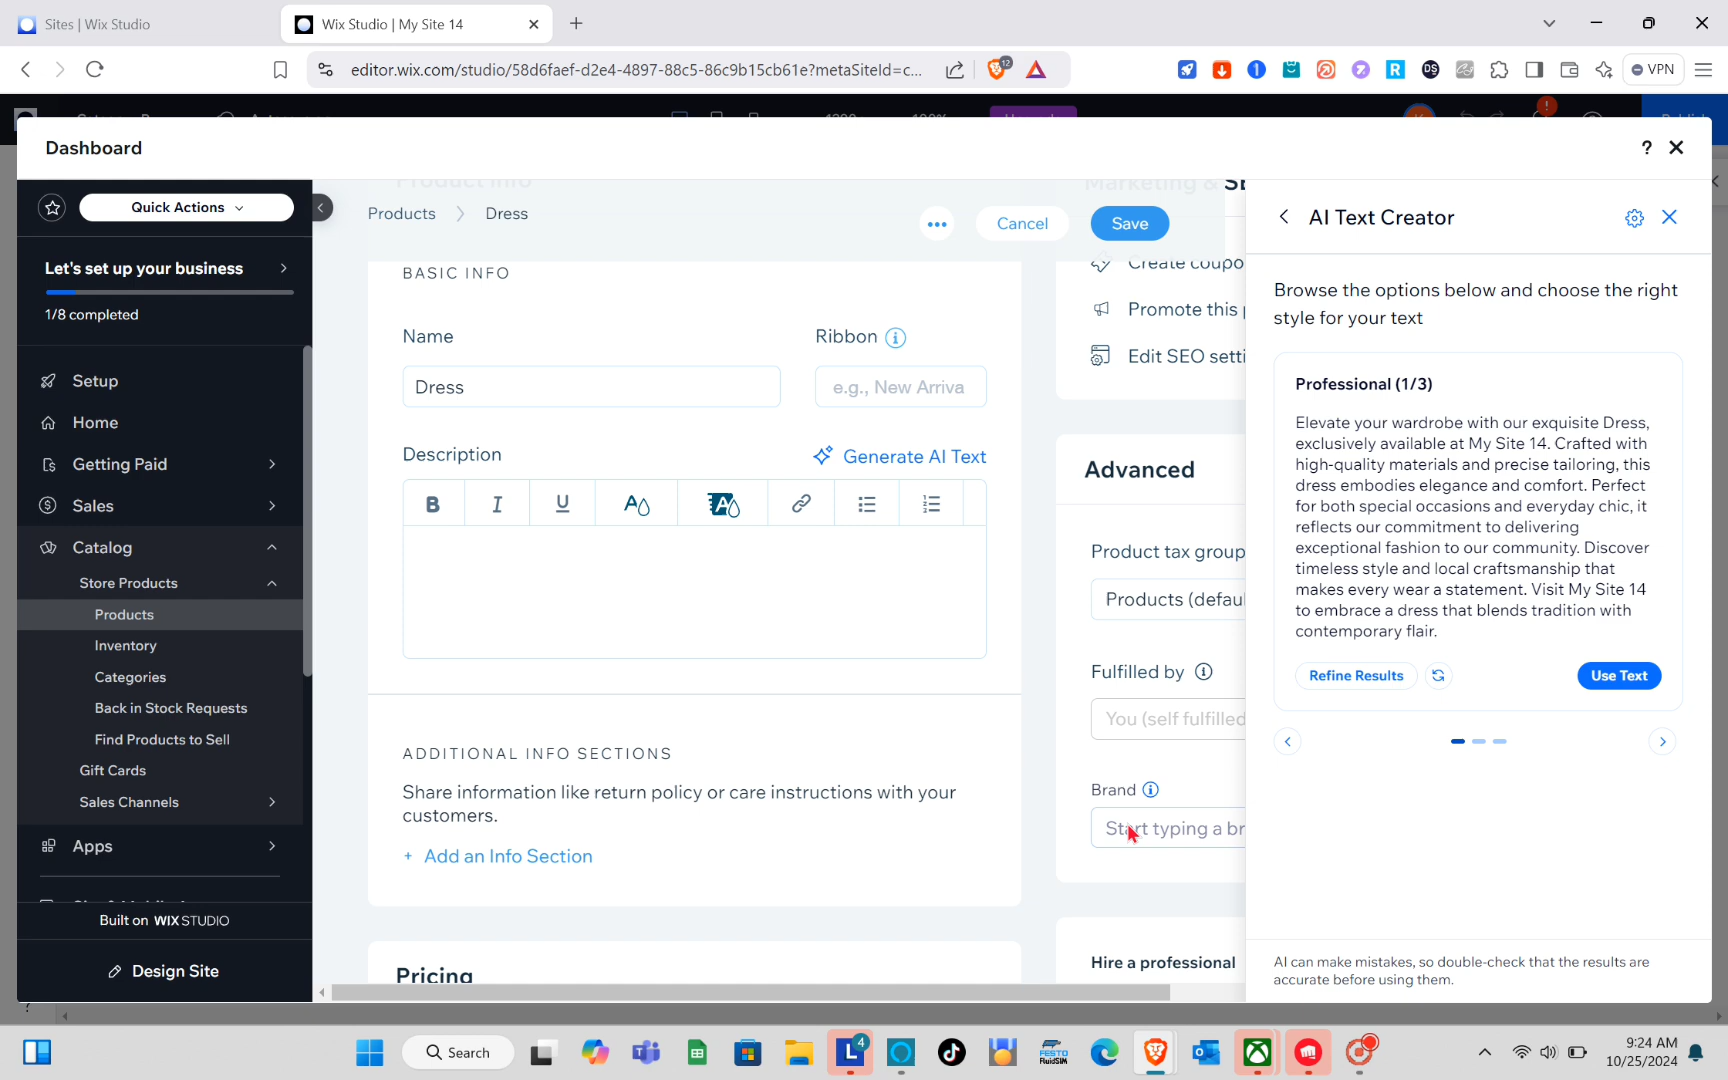 Sites | Wix Studio
Wix Studio | My Site 14
editor.wix.com/studio/58d6faef-d2e4-4897-88c5-86c9b15cb61e?metaSiteId=c...
12
VPN
Dashboard
?
Quick Actions
Let's set up your business
1/8 completed
Setup
Home
Getting Paid
Sales
Catalog
Store Products
Products
Inventory
Categories
Back in Stock Requests
Find Products to Sell
Gift Cards
Sales Channels
Apps
Built on WIX STUDIO
Design Site
Product info
Products > Dress
Cancel
Save
BASIC INFO
Name
Ribbon
Dress
e.g., New Arriva
Description
Generate AI Text
B I U A A
ADDITIONAL INFO SECTIONS
Share information like return policy or care instructions with your
customers.
+ Add an Info Section
Pricing
Marketing & SE
Create coupo
Promote this p
Edit SEO setti
Advanced
Product tax group
Products (defaul
Fulfilled by
You (self fulfilled
Brand
Start typing a br
Hire a professional
AI Text Creator
Browse the options below and choose the right
style for your text
Professional (1/3)
Elevate your wardrobe with our exquisite Dress,
exclusively available at My Site 14. Crafted with
high-quality materials and precise tailoring, this
dress embodies elegance and comfort. Perfect
for both special occasions and everyday chic, it
reflects our commitment to delivering
exceptional fashion to our community. Discover
timeless style and local craftsmanship that
makes every wear a statement. Visit My Site 14
to embrace a dress that blends tradition with
contemporary flair.
Refine Results
Use Text
AI can make mistakes, so double-check that the results are
accurate before using them.
Search
4
9:24 AM
10/25/2024